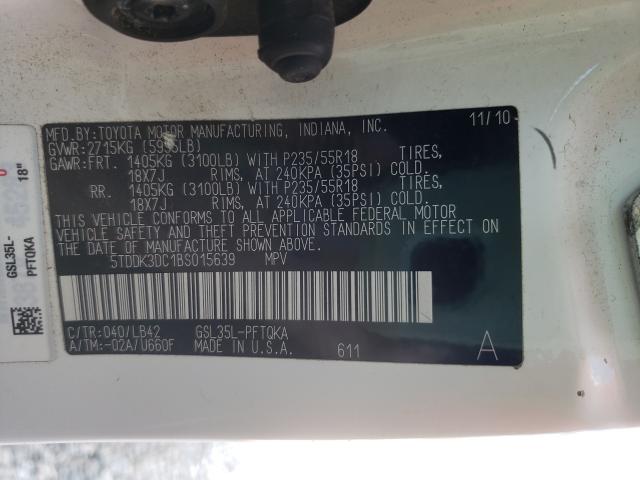 MFD.BY: TOYOTA MOTOR MANUFACTURING, INDIANA, INC. 11/10
GVWR: 2715KG
GAWR: FRT. 1405KG (3100LB) WITH P235/55R18 TIRES,
18X7J RIMS, AT 240KPA (35PSI) COLD.
RR. 1405KG (3100LB) WITH P235/55R18 TIRES,
18X7J RIMS, AT 240KPA (35PSI) COLD.
THIS VEHICLE CONFORMS TO ALL APPLICABLE FEDERAL MOTOR
VEHICLE SAFETY AND THEFT PREVENTION STANDARDS IN EFFECT ON
THE DATE OF MANUFACTURE SHOWN ABOVE.
5TDDK3DC1BS015639 MPV
C/TR: 040/LB42 GSL35L-PFTQKA
A/TM: -02A/U660F MADE IN U.S.A. 611 A
GSL35L-
PFTQKA
18"